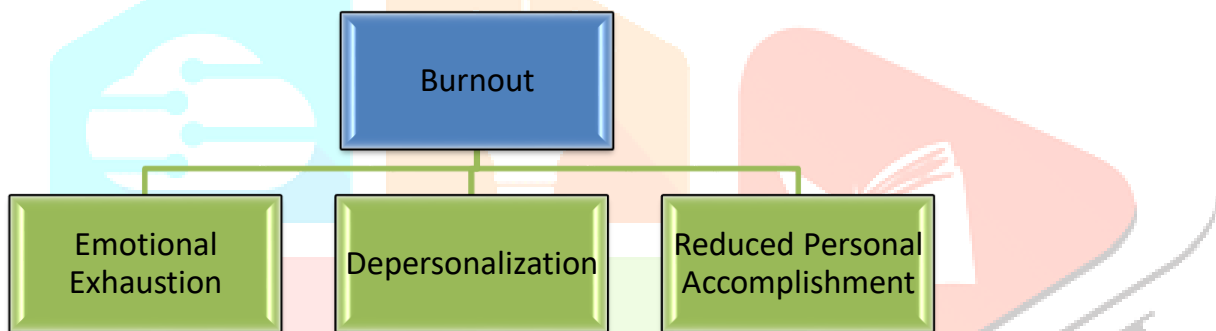 Burnout
Emotional
Exhaustion
Depersonalization
Reduced Personal
Accomplishment